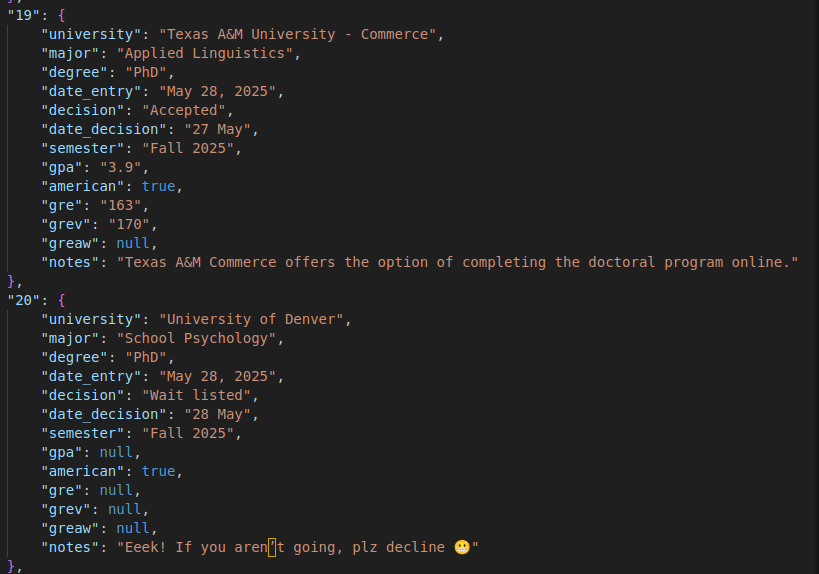 },
"19": {
"university": "Texas A&M University - Commerce",
"major": "Applied Linguistics",
"degree": "PhD",
"date_entry": "May 28, 2025",
"decision": "Accepted",
"date_decision": "27 May",
"semester": "Fall 2025",
"gpa": "3.9",
"american": true,
"gre": "163",
"grev": "170",
"greaw": null,
"notes": "Texas A&M Commerce offers the option of completing the doctoral program online."
},
"20": {
"university": "University of Denver",
"major": "School Psychology",
"degree": "PhD",
"date_entry": "May 28, 2025",
"decision": "Wait listed",
"date_decision": "28 May",
"semester": "Fall 2025",
"gpa": null,
"american": true,
"gre": null,
"grev": null,
"greaw": null,
"notes": "Eeek! If you aren’t going, plz decline 😬"
},